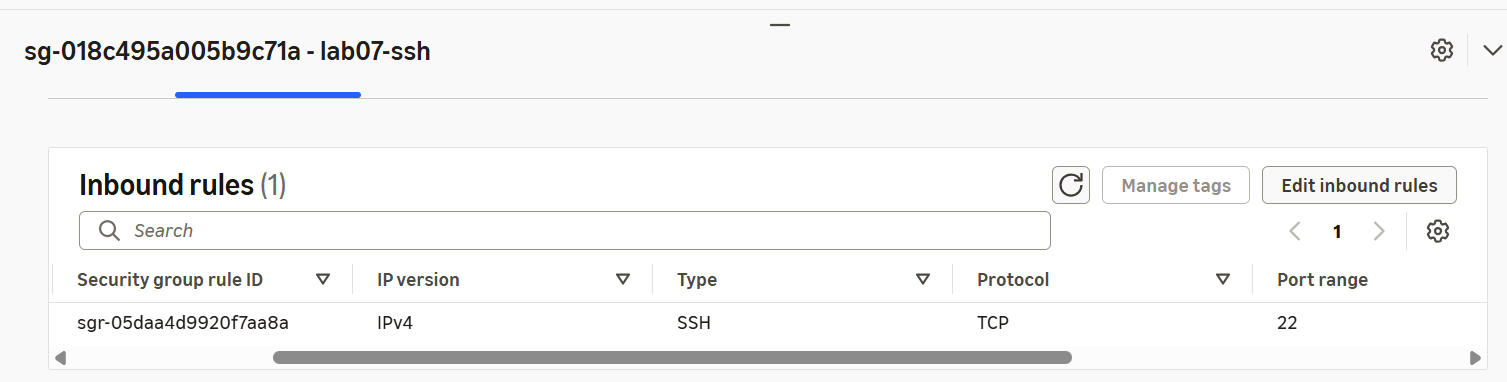 sg-018c495a005b9c71a - lab07-ssh
Inbound rules (1)
Manage tags
Edit inbound rules
Search
1
Security group rule ID
IP version
Type
Protocol
Port range
sgr-05daa4d9920f7aa8a
IPv4
SSH
TCP
22